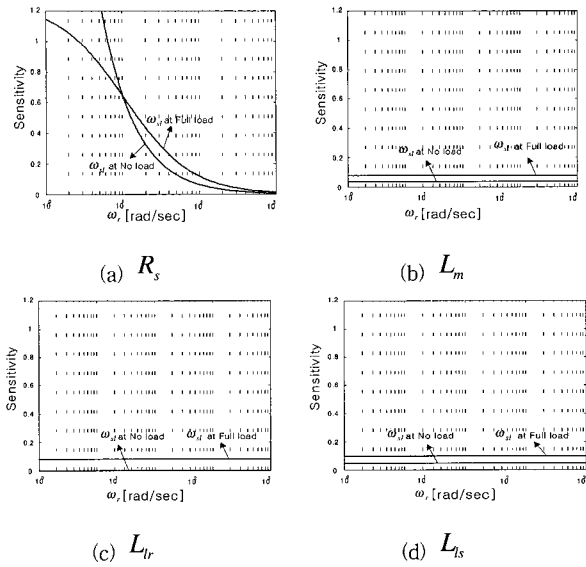 1.2
1
0.8
0.6
0.4
0.2
0
Sensitivity
ω_sl at Full load
ω_sl at No load
ω_r [rad/sec]
(a) R_s
1.2
1
0.8
0.6
0.4
0.2
0
Sensitivity
ω_sl at No load
ω_sl at Full load
ω_r [rad/sec]
(b) L_m
1.2
1
0.8
0.6
0.4
0.2
0
Sensitivity
ω_sl at No load
ω_sl at Full load
ω_r [rad/sec]
(c) L_lr
1.2
1
0.8
0.6
0.4
0.2
0
Sensitivity
ω_sl at No load
ω_sl at Full load
ω_r [rad/sec]
(d) L_ls